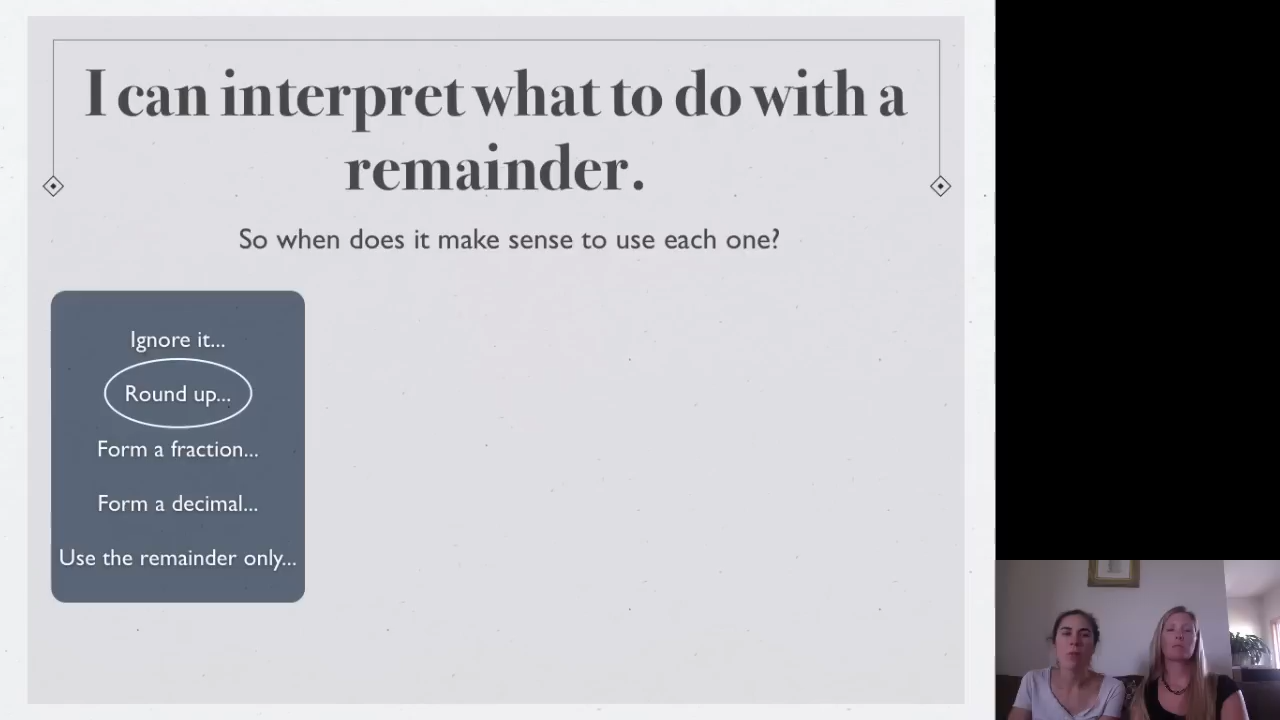 I can interpret what to do with a
remainder.
So when does it make sense to use each one?
Ignore it...
Round up...
Form a fraction...
Form a decimal...
Use the remainder only...